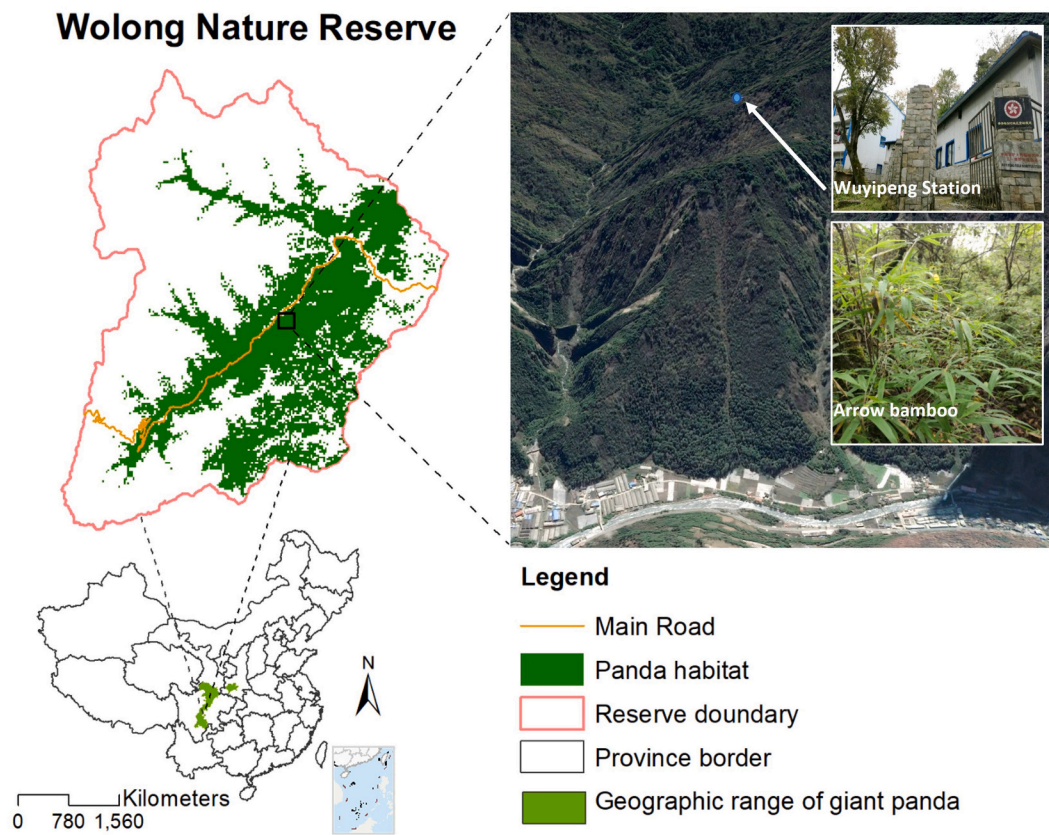 Wolong Nature Reserve
Wuyipeng Station
Arrow bamboo
Legend
Main Road
Panda habitat
Reserve doundary
Province border
Geographic range of giant panda
N
Kilometers
0 780 1,560